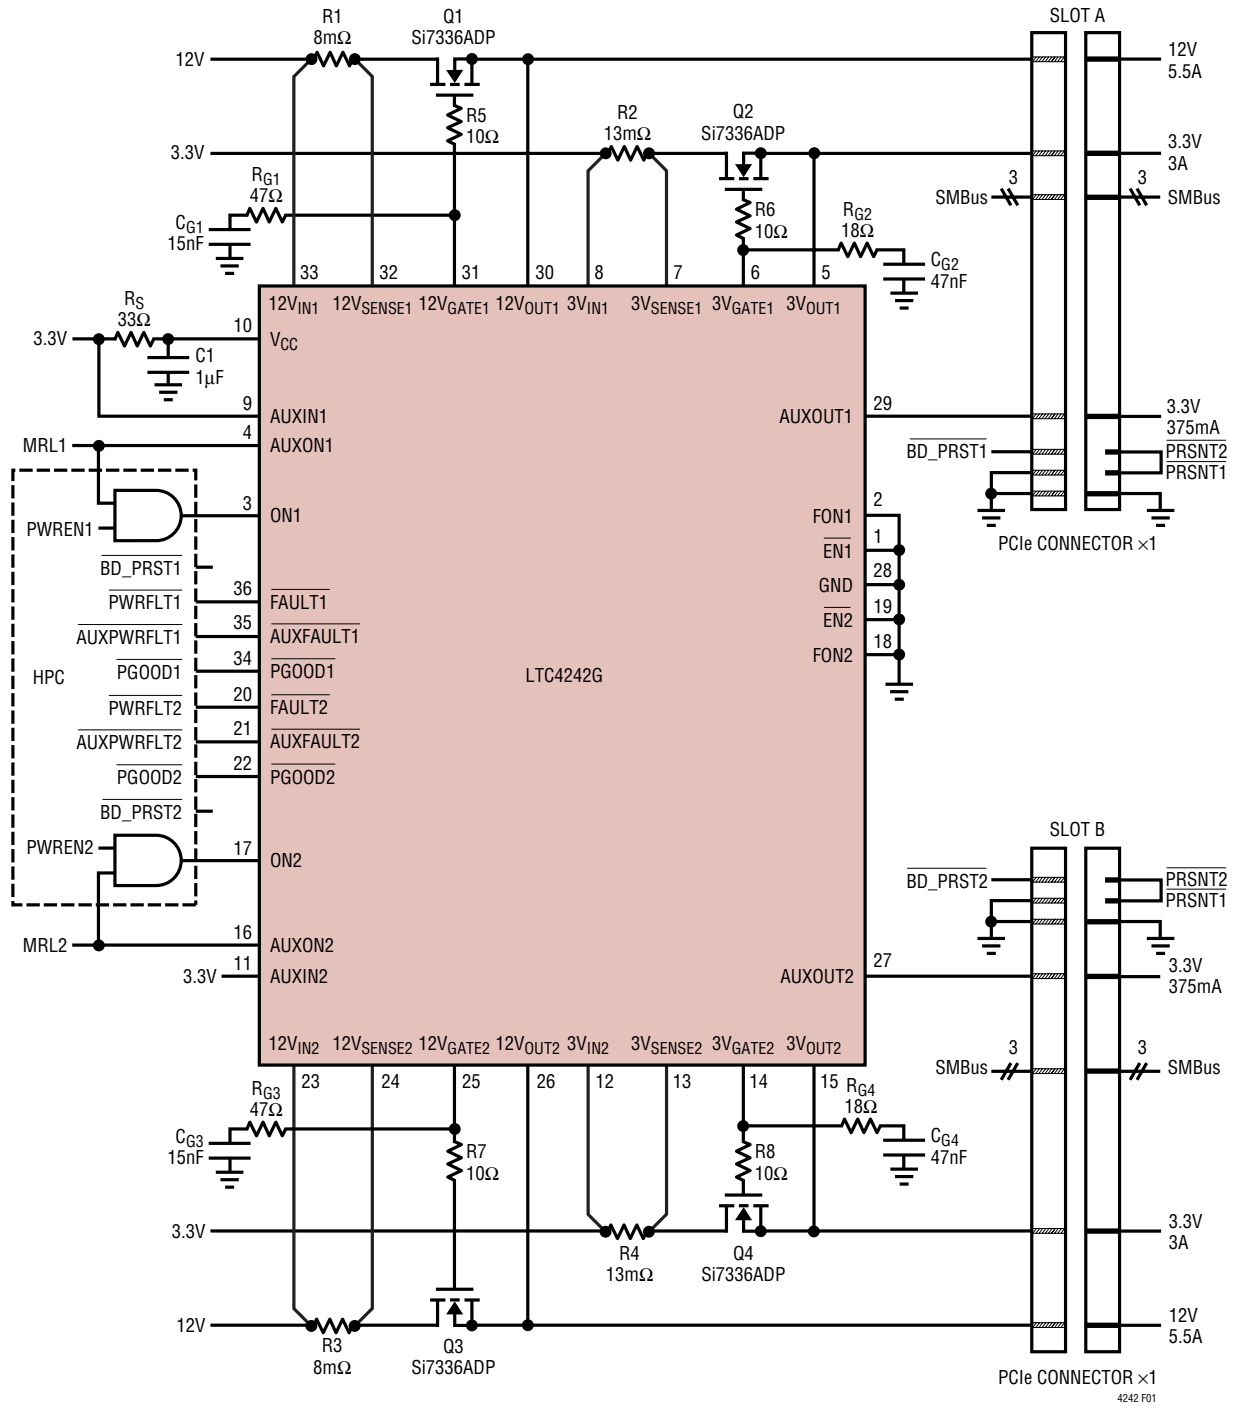 R1
8mΩ
Q1
Si7336ADP
SLOT A
12V
12V
5.5A
R5
10Ω
R2
13mΩ
Q2
Si7336ADP
3.3V
3.3V
3A
RG1
47Ω
CG1
15nF
R6
10Ω
RG2
18Ω
CG2
47nF
SMBus
3
3
SMBus
33
32
31
30
8
7
6
5
12VIN1
12VSENSE1
12VGATE1
12VOUT1
3VIN1
3VSENSE1
3VGATE1
3VOUT1
RS
33Ω
3.3V
10
VCC
C1
1µF
9
AUXIN1
AUXOUT1
29
3.3V
375mA
MRL1
4
AUXON1
BD_PRST1
PRSNT2
PRSNT1
PWREN1
3
ON1
FON1
2
EN1
1
PCIe CONNECTOR ×1
BD_PRST1
GND
28
PWRFLT1
36
FAULT1
EN2
19
AUXPWRFLT1
35
AUXFAULT1
FON2
18
HPC
PGOOD1
34
PGOOD1
LTC4242G
PWRFLT2
20
FAULT2
AUXPWRFLT2
21
AUXFAULT2
PGOOD2
22
PGOOD2
BD_PRST2
SLOT B
PWREN2
17
ON2
BD_PRST2
PRSNT2
PRSNT1
MRL2
16
AUXON2
3.3V
11
AUXIN2
AUXOUT2
27
3.3V
375mA
12VIN2
12VSENSE2
12VGATE2
12VOUT2
3VIN2
3VSENSE2
3VGATE2
3VOUT2
23
24
25
26
12
13
14
15
SMBus
3
3
SMBus
RG3
47Ω
CG3
15nF
R7
10Ω
R8
10Ω
RG4
18Ω
CG4
47nF
3.3V
R4
13mΩ
Q4
Si7336ADP
3.3V
3A
12V
R3
8mΩ
Q3
Si7336ADP
12V
5.5A
PCIe CONNECTOR ×1
4242 F01